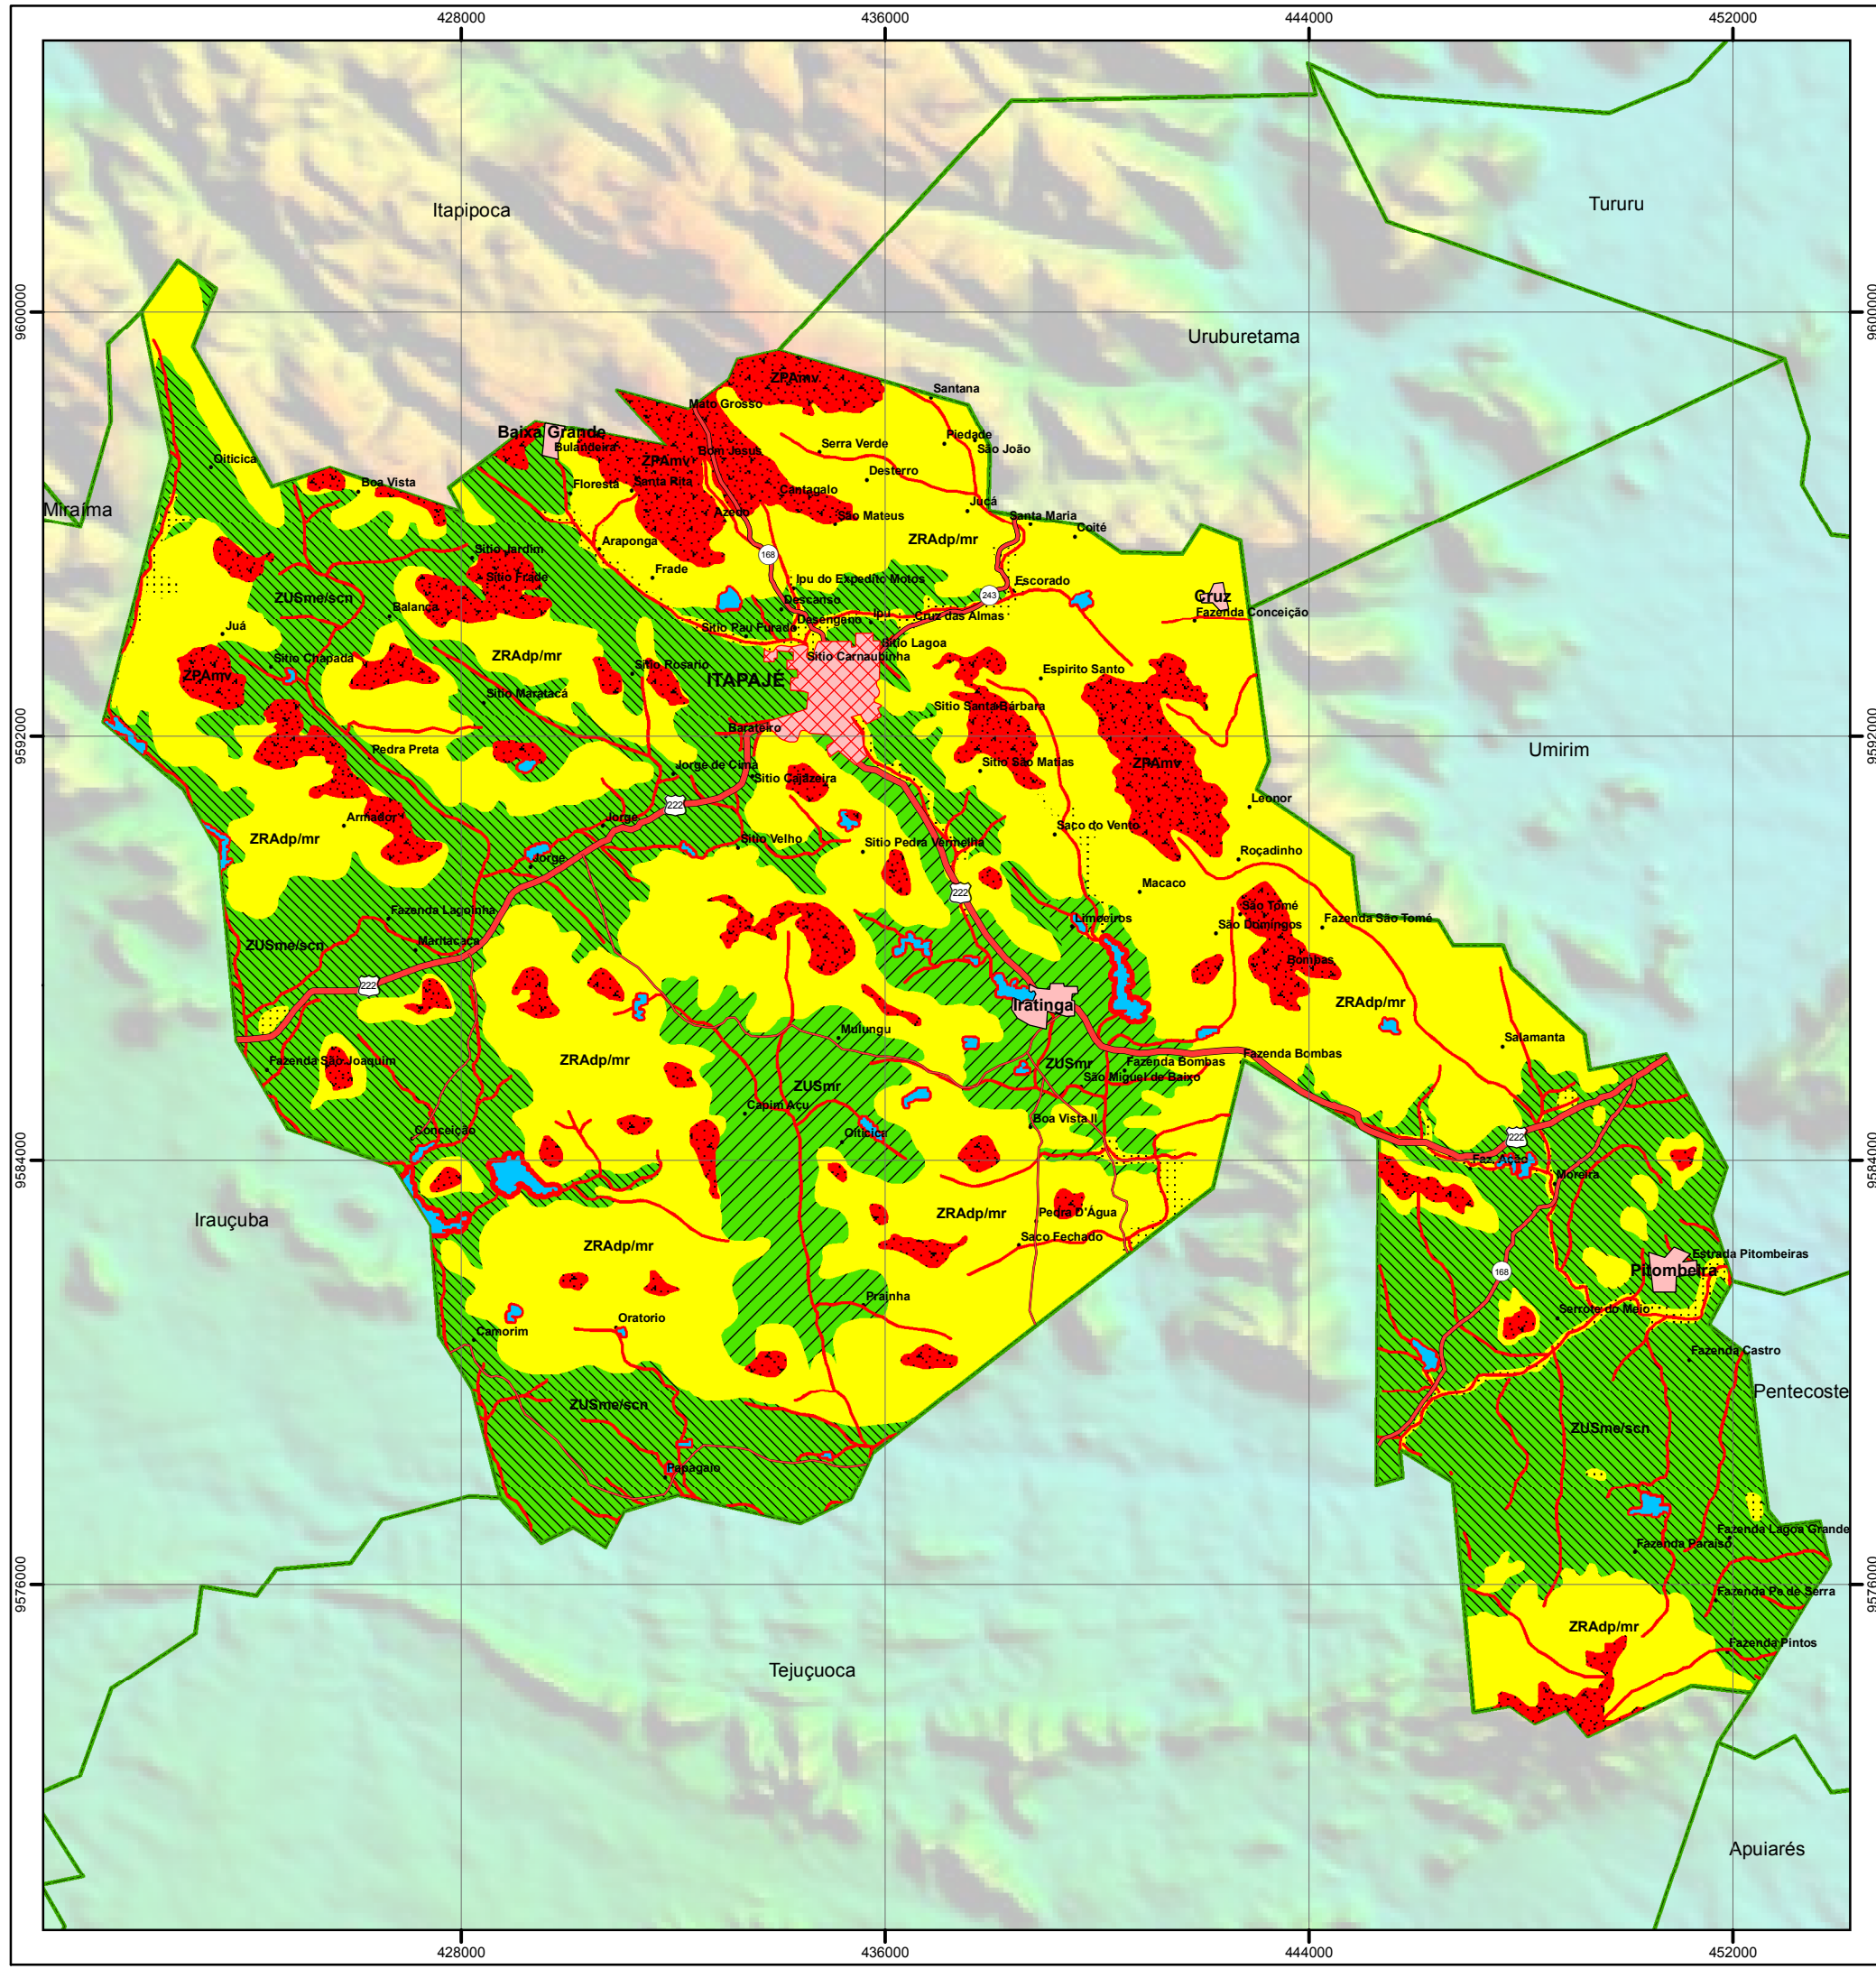 428000
436000
444000
452000
Itapipoca
Tururu
9600000
9600000
Uruburetama
ZPAmv
Santana
Mato Grosso
Baixa Grande
Piedade
Bulandeira
Serra Verde
São João
Bom Jesus
Oiticica
ZPAmv
Desterro
Boa Vista
Floresta
Santa Rita
Cantagalo
Juçá
Miraíma
Azedo
São Mateus
Santa Maria
Coité
Araponga
ZRAdp/mr
Sitio Jardim
168
Frade
Sitio Frade
Ipu do Expedito Motos
Escorado
ZUSme/scn
243
Cruz
Balança
Descanso
Ipu
Cruz das Almas
Fazenda Conceição
Juá
Desengano
Sitio Pau Furado
Sitio Lagoa
ZRAdp/mr
Sitio Carnaubinha
Sitio Chapada
Sitio Rosario
Espirito Santo
ZPAmv
ITAPAJÉ
Sitio Maratacá
Sitio Santa Bárbara
9592000
9592000
Barateiro
Pedra Preta
Umirim
Jorge de Cima
Sitio São Matias
ZPAmv
Sitio Cajazeira
222
Leonor
Armador
Jorge
ZRAdp/mr
Sitio Velho
Sitio Pedra Vermelha
Saco do Vento
Jorge
Roçadinho
222
Macaco
Fazenda Lagoinha
São Tomé
Limoeiros
Fazenda São Tomé
São Domingos
Maritacaca
ZUSme/scn
Bombas
222
Iratinga
ZRAdp/mr
Mulungu
Salamanta
Fazenda São Joaquim
ZRAdp/mr
Fazenda Bombas
ZUSmr
Fazenda Bombas
São Miguel de Baixo
ZUSmr
Capim Açu
Boa Vista II
Conceição
Oiticica
222
9584000
9584000
Faz. Açao
Moreira
Irauçuba
ZRAdp/mr
Pedra D'Água
Saco Fechado
ZRAdp/mr
Estrada Pitombeiras
168
Pitombeira
Prainha
Serrote do Meio
Oratorio
Camorim
Fazenda Castro
Pentecoste
ZUSme/scn
ZUSme/scn
Papagaio
Fazenda Lagoa Grande
Fazenda Paraiso
9576000
9576000
Fazenda Pe de Serra
ZRAdp/mr
Fazenda Pintos
Tejuçuoca
Apuiarés
428000
436000
444000
452000